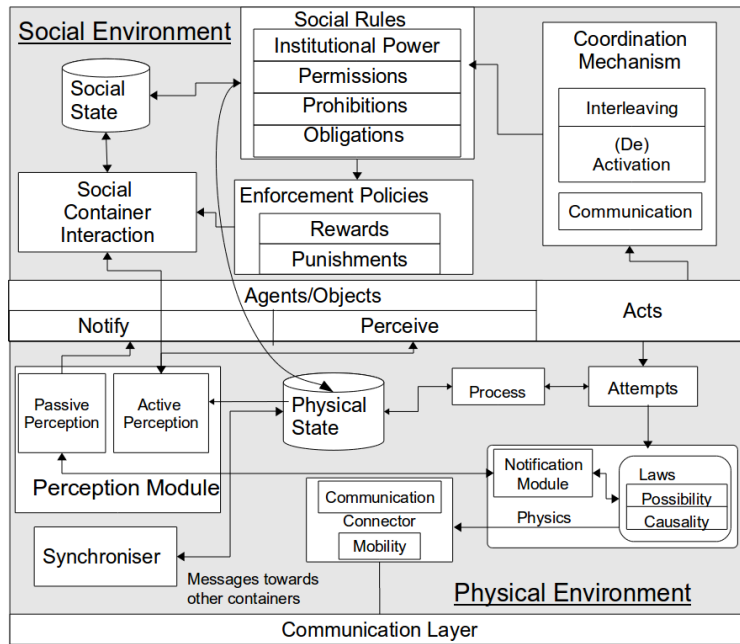 Social Environment
Social Rules
Institutional Power
Permissions
Prohibitions
Obligations
Coordination
Mechanism
Interleaving
(De)
Activation
Communication
Social
State
Social
Container
Interaction
Enforcement Policies
Rewards
Punishments
Agents/Objects
Notify
Perceive
Acts
Passive
Perception
Active
Perception
Perception Module
Physical
State
Process
Attempts
Notification
Module
Laws
Possibility
Causality
Physics
Communication
Connector
Mobility
Synchroniser
Messages towards
other containers
Physical Environment
Communication Layer